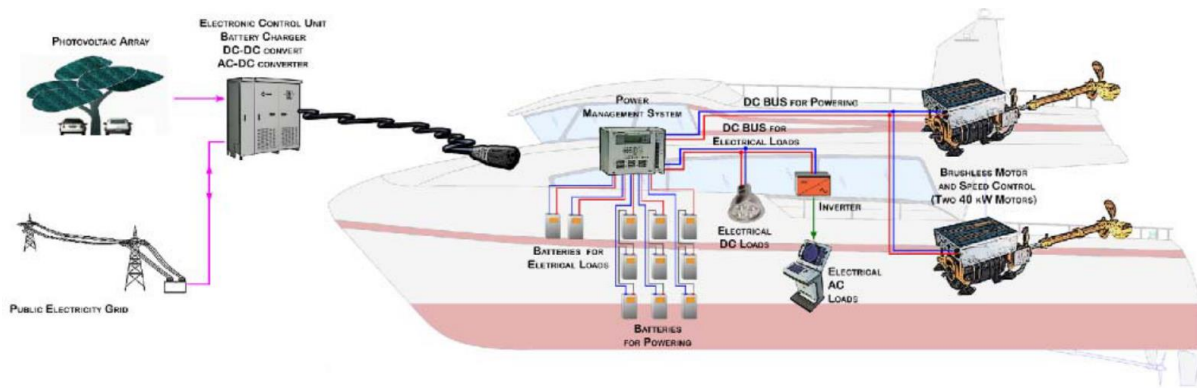 PHOTOVOLTAIC ARRAY
ELECTRONIC CONTROL UNIT
BATTERY CHARGER
DC-DC CONVERT
AC-DC CONVERTER
PUBLIC ELECTRICITY GRID
POWER
MANAGEMENT SYSTEM
DC BUS FOR POWERING
DC BUS FOR
ELECTRICAL LOADS
BATTERIES FOR
ELETRICAL LOADS
BATTERIES
FOR POWERING
ELECTRICAL
DC LOADS
INVERTER
ELECTRICAL
AC
LOADS
BRUSHLESS MOTOR
AND SPEED CONTROL
(TWO 40 KW MOTORS)